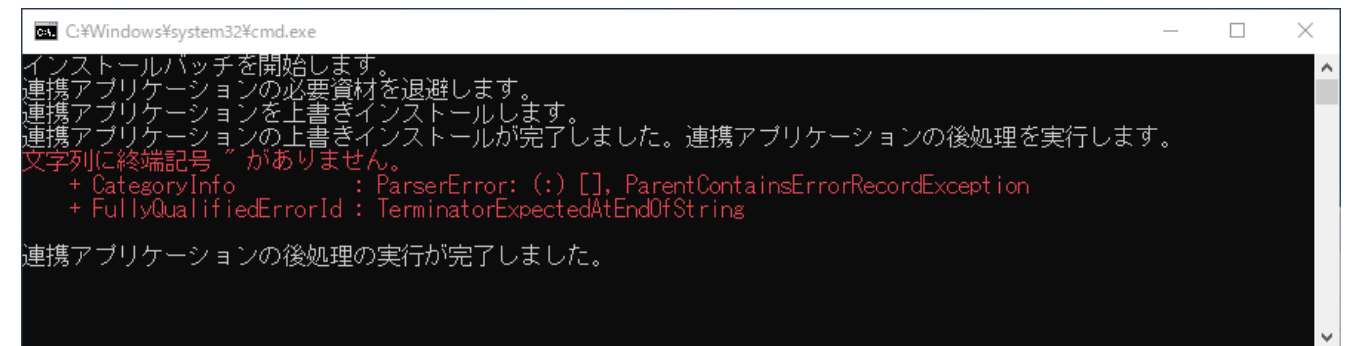 C:¥Windows¥system32¥cmd.exe
インストールバッチを開始します。
連携アプリケーションの必要資材を退避します。
連携アプリケーションを上書きインストールします。
連携アプリケーションの上書きインストールが完了しました。連携アプリケーションの後処理を実行します。
文字列に終端記号 " がありません。
    + CategoryInfo          : ParserError: (:) [], ParentContainsErrorRecordException
    + FullyQualifiedErrorId : TerminatorExpectedAtEndOfString
連携アプリケーションの後処理の実行が完了しました。